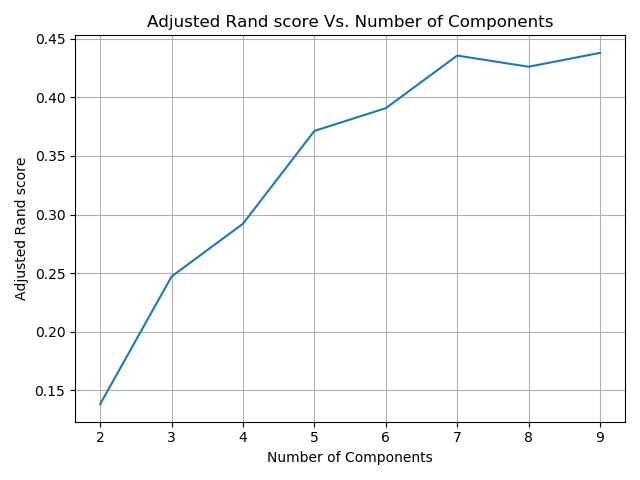 Adjusted Rand score Vs. Number of Components
Adjusted Rand score
0.45
0.40
0.35
0.30
0.25
0.20
0.15
2 3 4 5 6 7 8 9
Number of Components